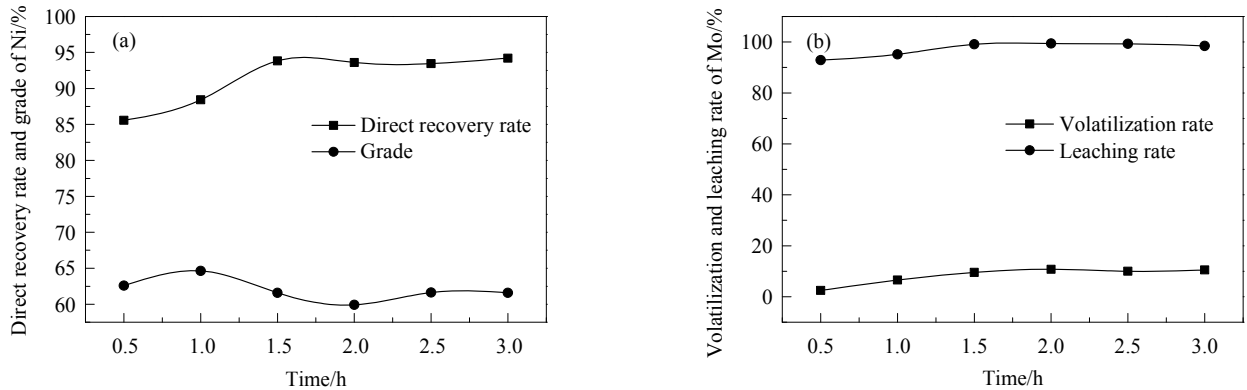 Direct recovery rate and grade of Ni/%
100
95
90
85
80
75
70
65
60
(a)
Direct recovery rate
Grade
0.5 1.0 1.5 2.0 2.5 3.0
Time/h
Volatilization and leaching rate of Mo/%
100
80
60
40
20
0
(b)
Volatilization rate
Leaching rate
0.5 1.0 1.5 2.0 2.5 3.0
Time/h